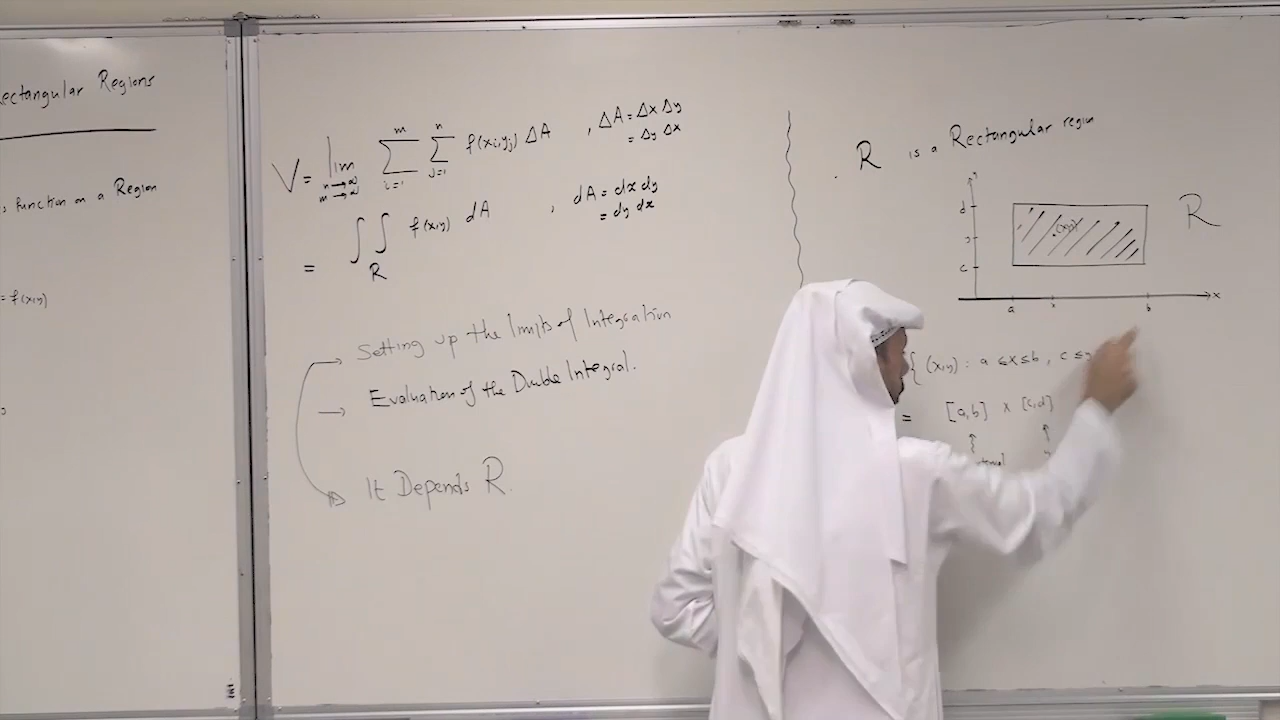 ectangular Regions
s function on a Region
= f(x,y)
V = lim n→∞ m→∞ m Σ i=1 n Σ j=1 f(xi,yj) ΔA , ΔA = Δx Δy
= Δy Δx
= ∫∫ R f(x,y) dA , dA = dx dy
= dy dx
→ Setting up the limits of Integration
→ Evaluation of the Double Integral.
It Depends R.
R is a Rectangular region
y
d
(x,y)
R
c
a
b
x
{ (x,y) : a ≤ x ≤ b , c ≤ y
= [a,b] x [c,d]